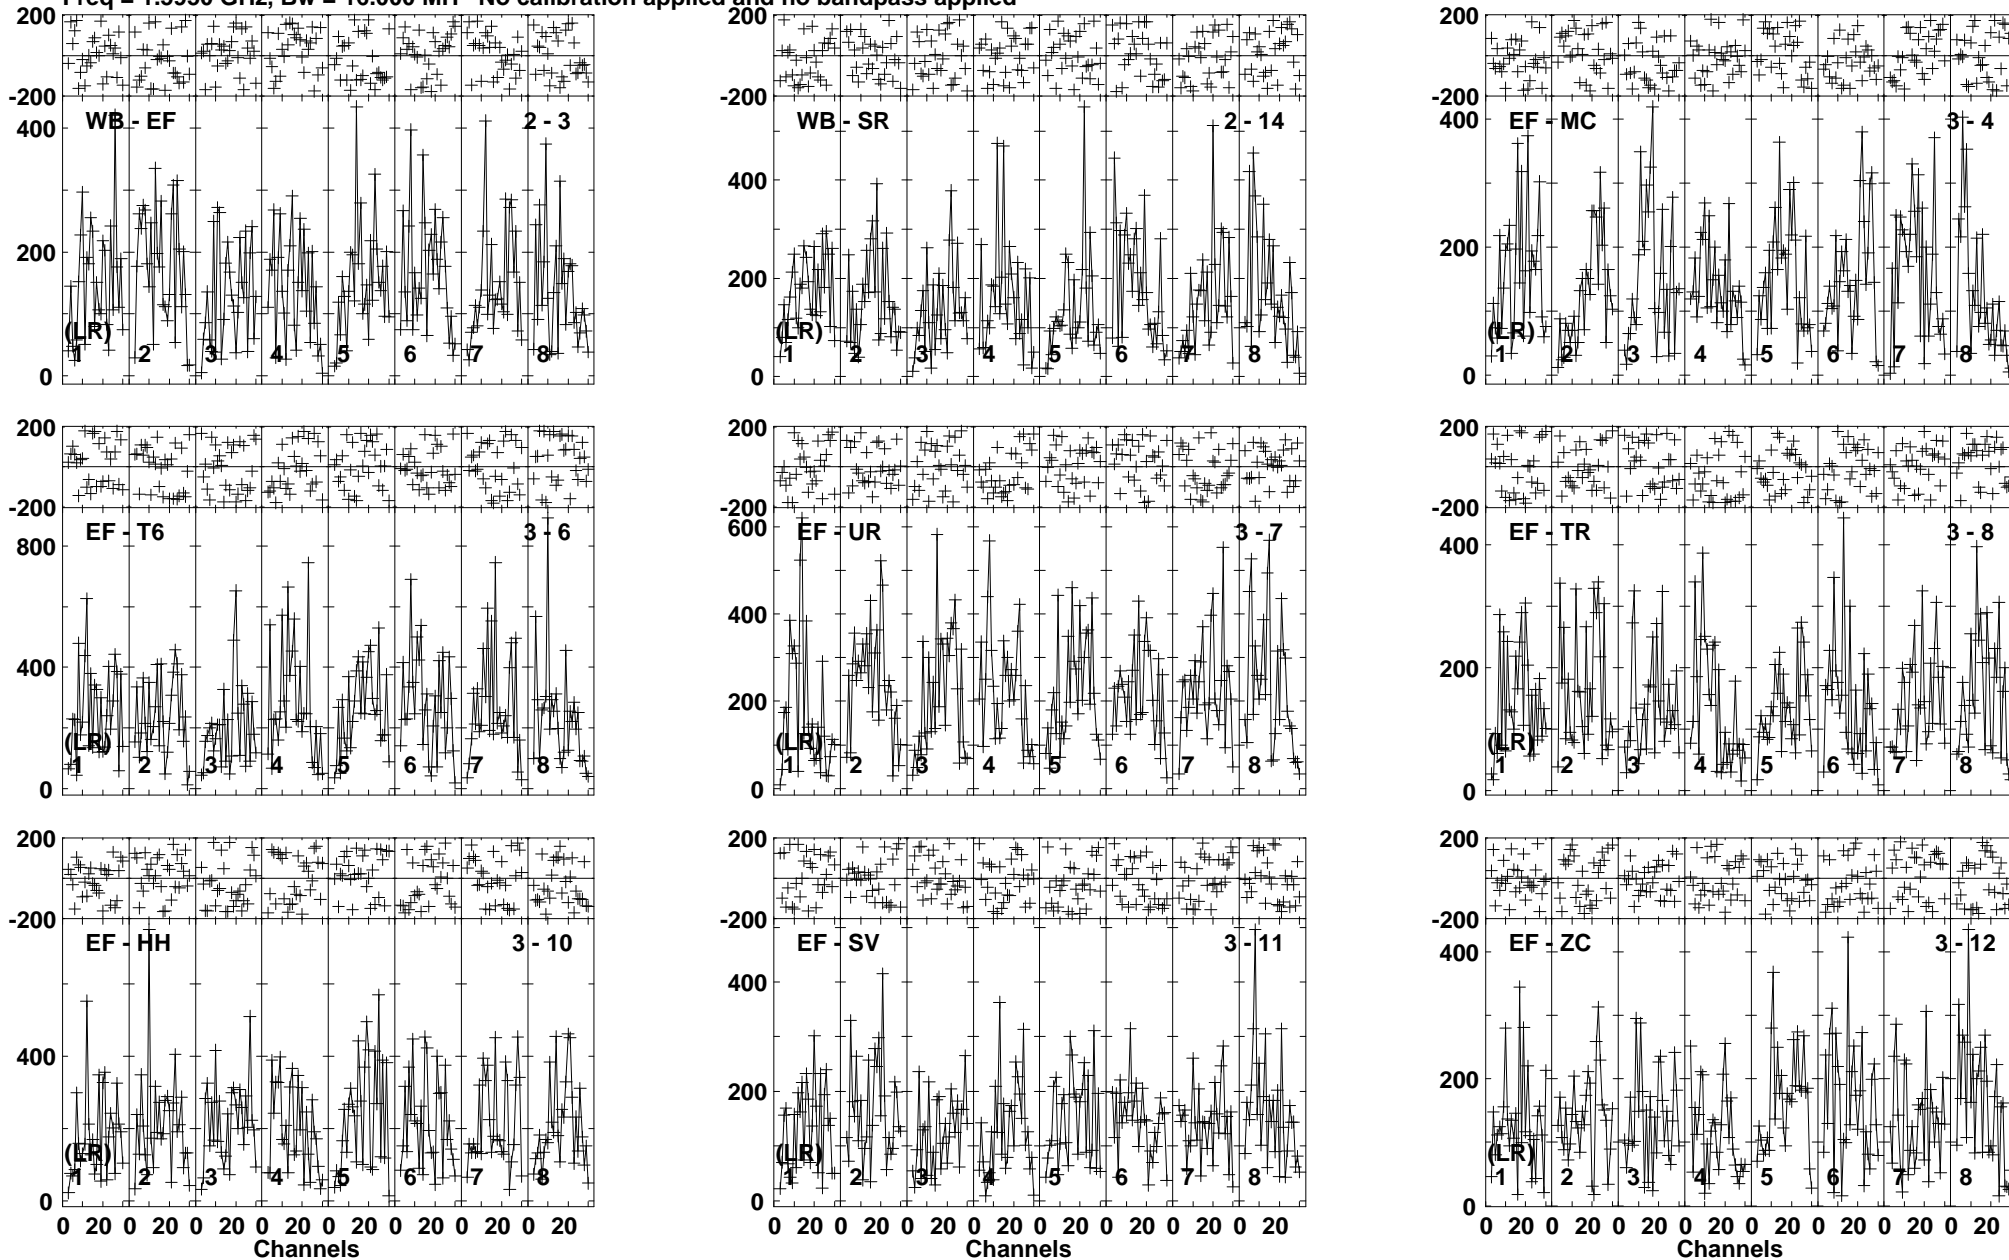 No calibration applied and no bandpass applied
200 200 200
-200 -200 -200
WB - EF 2 - 3 WB - SR 2 - 14 EF - MC 3 - 4
400 400 400
200 200 200
(LR) (LR) (LR)
1 2 3 4 5 6 7 8 1 2 3 4 5 6 7 8 1 2 3 4 5 6 7 8
0 0 0
200 200 200
-200 -200 -200
EF - T6 3 - 6 EF - UR 3 - 7 EF - TR 3 - 8
800 600 400
400 400 200
200
(LR) (LR) (LR)
1 2 3 4 5 6 7 8 1 2 3 4 5 6 7 8 1 2 3 4 5 6 7 8
0 0 0
200 200 200
-200 -200 -200
EF - HH 3 - 10 EF - SV 3 - 11 EF - ZC 3 - 12
400 400 400
200 200
(LR) (LR) (LR)
1 2 3 4 5 6 7 8 1 2 3 4 5 6 7 8 1 2 3 4 5 6 7 8
0 0 0
0 20 0 20 0 20 0 20 0 20 0 20 0 20 0 20 0 20 0 20 0 20 0 20 0 20 0 20 0 20 0 20 0 20 0 20 0 20 0 20 0 20 0 20 0 20 0 20
Channels Channels Channels